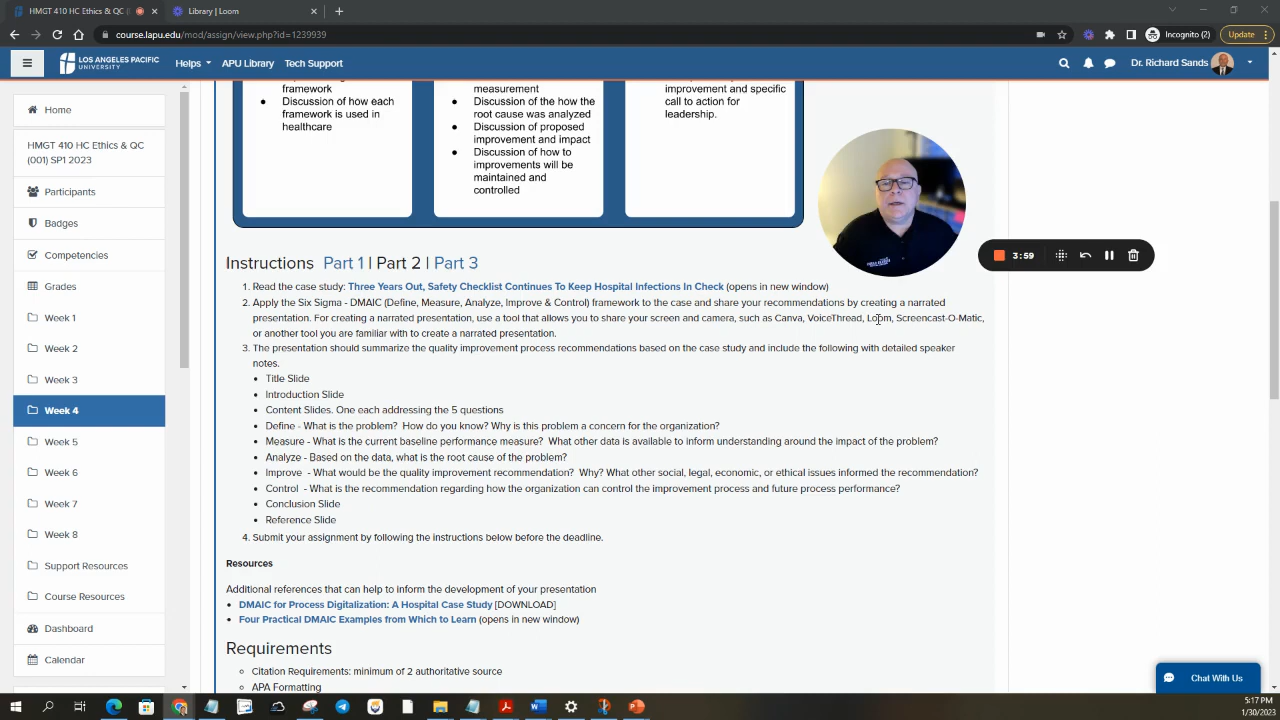 HMGT 410 HC Ethics & QC (
Library | Loom
course.lapu.edu/mod/assign/view.php?id=1239939
Incognito (2)
Update
LOS ANGELES PACIFIC
UNIVERSITY
Helps
APU Library
Tech Support
Dr. Richard Sands
Home
HMGT 410 HC Ethics & QC
(001) SP1 2023
Participants
Badges
Competencies
Grades
Week 1
Week 2
Week 3
Week 4
Week 5
Week 6
Week 7
Week 8
Support Resources
Course Resources
Dashboard
Calendar
framework
• Discussion of how each
framework is used in
healthcare
measurement
• Discussion of the how the
root cause was analyzed
• Discussion of proposed
improvement and impact
• Discussion of how to
improvements will be
maintained and
controlled
improvement and specific
call to action for
leadership.
3:59
Instructions Part 1 | Part 2 | Part 3
1. Read the case study: Three Years Out, Safety Checklist Continues To Keep Hospital Infections In Check (opens in new window)
2. Apply the Six Sigma - DMAIC (Define, Measure, Analyze, Improve & Control) framework to the case and share your recommendations by creating a narrated
presentation. For creating a narrated presentation, use a tool that allows you to share your screen and camera, such as Canva, VoiceThread, Loom, Screencast-O-Matic,
or another tool you are familiar with to create a narrated presentation.
3. The presentation should summarize the quality improvement process recommendations based on the case study and include the following with detailed speaker
notes.
• Title Slide
• Introduction Slide
• Content Slides. One each addressing the 5 questions
• Define - What is the problem? How do you know? Why is this problem a concern for the organization?
• Measure - What is the current baseline performance measure? What other data is available to inform understanding around the impact of the problem?
• Analyze - Based on the data, what is the root cause of the problem?
• Improve - What would be the quality improvement recommendation? Why? What other social, legal, economic, or ethical issues informed the recommendation?
• Control - What is the recommendation regarding how the organization can control the improvement process and future process performance?
• Conclusion Slide
• Reference Slide
4. Submit your assignment by following the instructions below before the deadline.
Resources
Additional references that can help to inform the development of your presentation
• DMAIC for Process Digitalization: A Hospital Case Study [DOWNLOAD]
• Four Practical DMAIC Examples from Which to Learn (opens in new window)
Requirements
Citation Requirements: minimum of 2 authoritative source
APA Formatting
Chat With Us
5:17 PM
1/30/2023